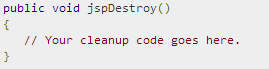 public void jspDestroy()
{
   // Your cleanup code goes here.
}